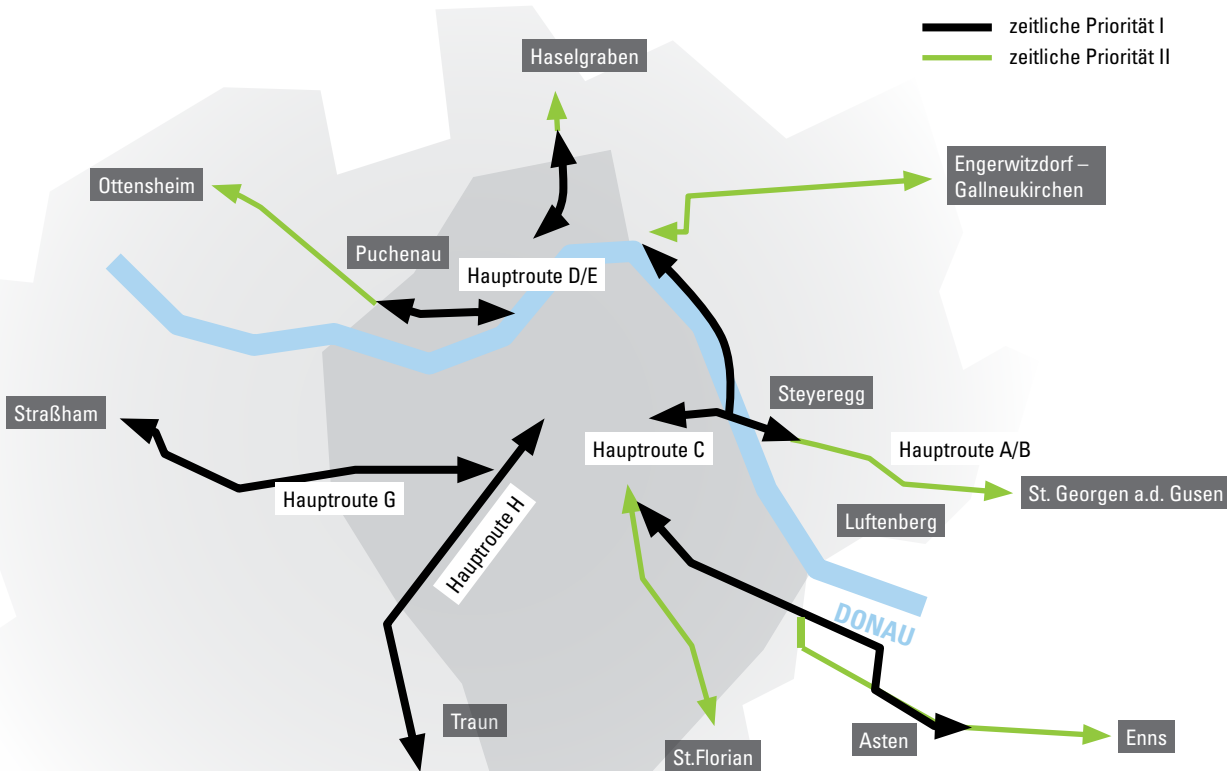 zeitliche Priorität I
zeitliche Priorität II
Haselgraben
Engerwitzdorf –
Gallneukirchen
Ottensheim
Puchenau
Hauptroute D/E
Steyeregg
Straßham
Hauptroute C
Hauptroute A/B
Hauptroute G
St. Georgen a.d. Gusen
Hauptroute H
Luftenberg
DONAU
Traun
St.Florian
Asten
Enns